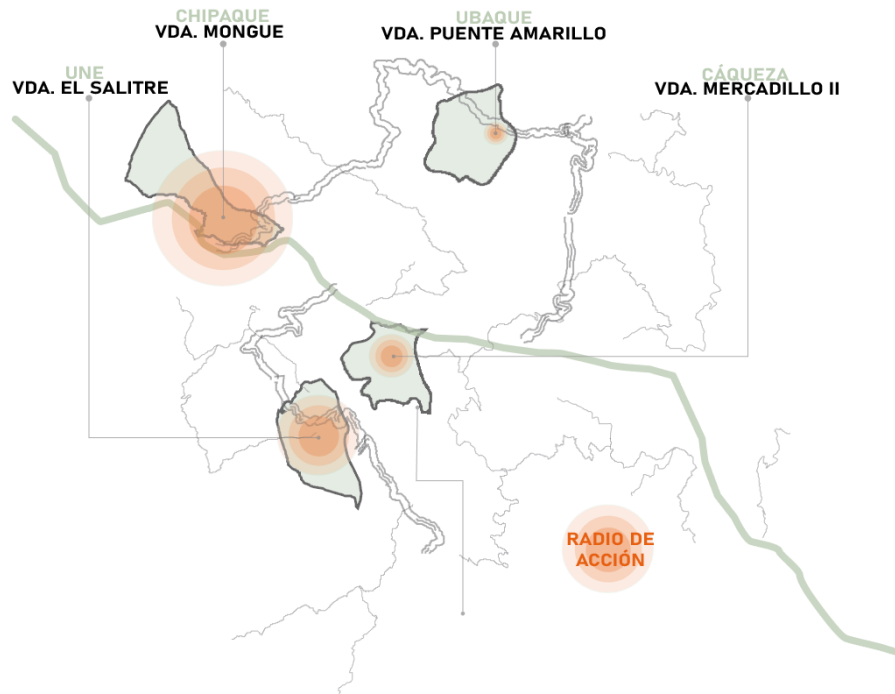 CHIPAQUE
VDA. MONGUE
UBAQUE
VDA. PUENTE AMARILLO
UNE
VDA. EL SALITRE
CÁQUEZA
VDA. MERCADILLO II
RADIO DE
ACCIÓN